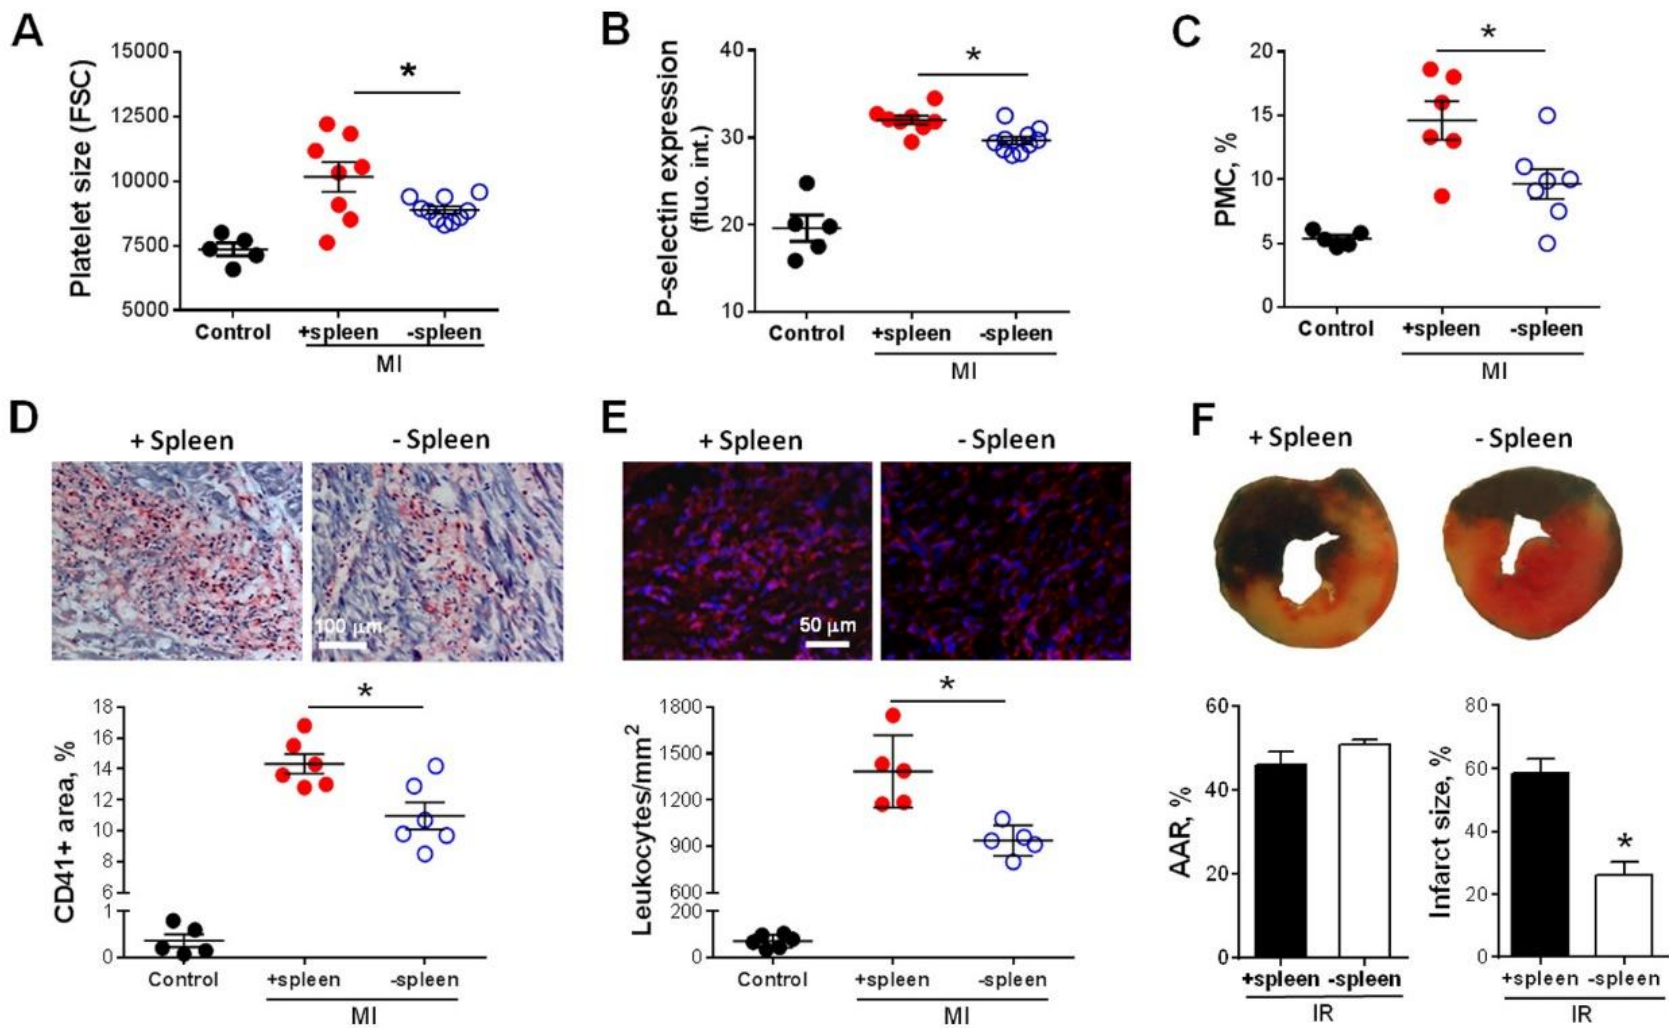 A
Platelet size (FSC)
15000
12500
10000
7500
5000
*
Control
+spleen
-spleen
MI
B
P-selectin expression
(fluo. int.)
40
30
20
10
*
Control
+spleen
-spleen
MI
C
PMC, %
20
15
10
5
0
*
Control
+spleen
-spleen
MI
D
+ Spleen
- Spleen
100 μm
CD41+ area, %
18
16
14
12
10
8
6
1
0
*
Control
+spleen
-spleen
MI
E
+ Spleen
- Spleen
50 μm
Leukocytes/mm²
1800
1500
1200
900
600
200
0
*
Control
+spleen
-spleen
MI
F
+ Spleen
- Spleen
AAR, %
60
40
20
0
+spleen
-spleen
IR
Infarct size, %
80
60
40
20
0
*
+spleen
-spleen
IR